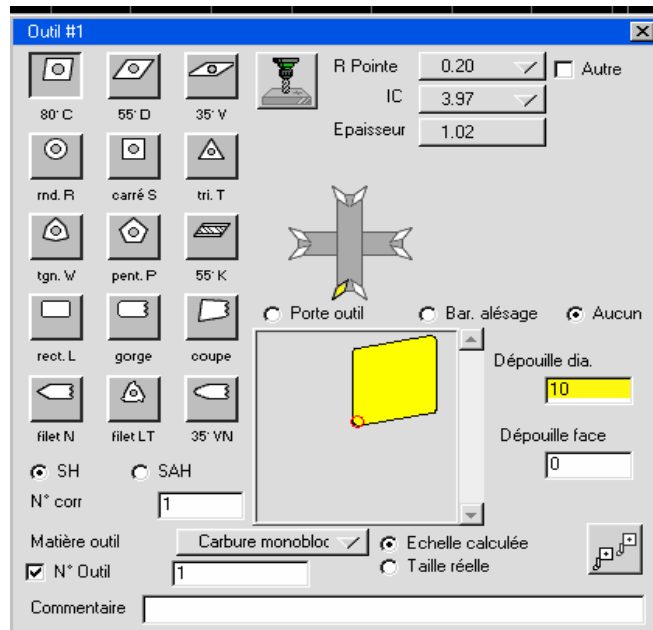 Outil #1
R Pointe 0.20 Autre
IC 3.97
Epaisseur 1.02
80° C 55° D 35° V
rnd. R carré S tri. T
tgn. W pent. P 55° K
Porte outil Bar. alésage Aucun
rect. L gorge coupe
Dépouille dia.
10
filet N filet LT 35° VN
Dépouille face
0
SH SAH
N° corr 1
Matière outil Carbure monobloc Echelle calculée
N° Outil 1 Taille réelle
Commentaire